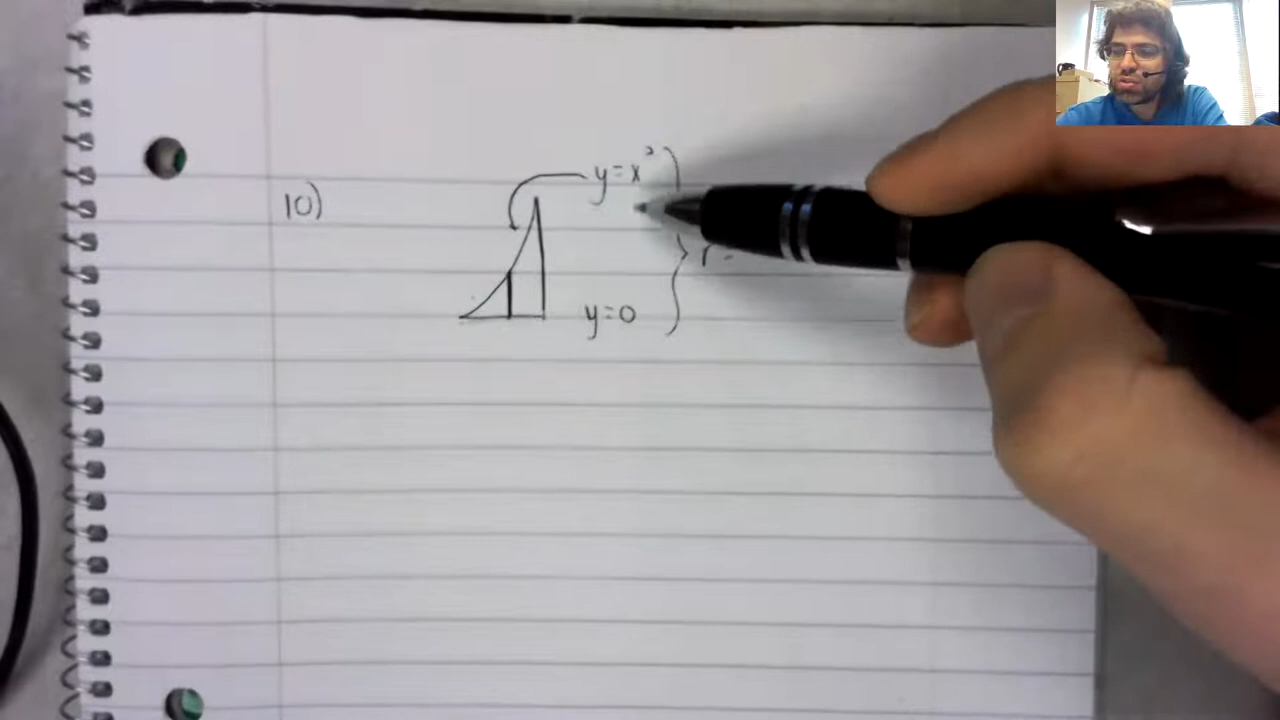 10)
y=x²
r=
y=0